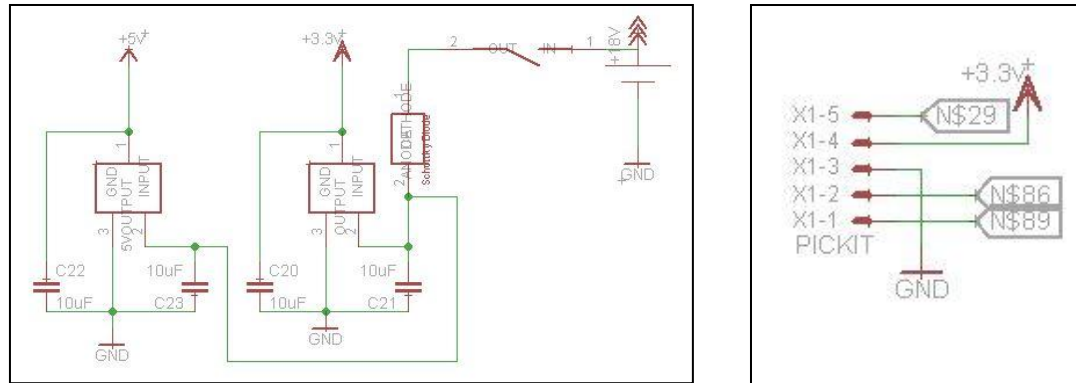 +5V
+3.3V
2
OUT
IN
1
+18V
GND
1
CATHODE
ANODE
2
Schottky Diode
1
GND
5VOUTPUT
INPUT
3
2
1
GND
OUTPUT
INPUT
3
2
C22
10uF
10uF
C23
C20
10uF
10uF
C21
GND
GND
+3.3V
X1-5
N$29
X1-4
X1-3
X1-2
N$86
X1-1
N$89
PICKIT
GND